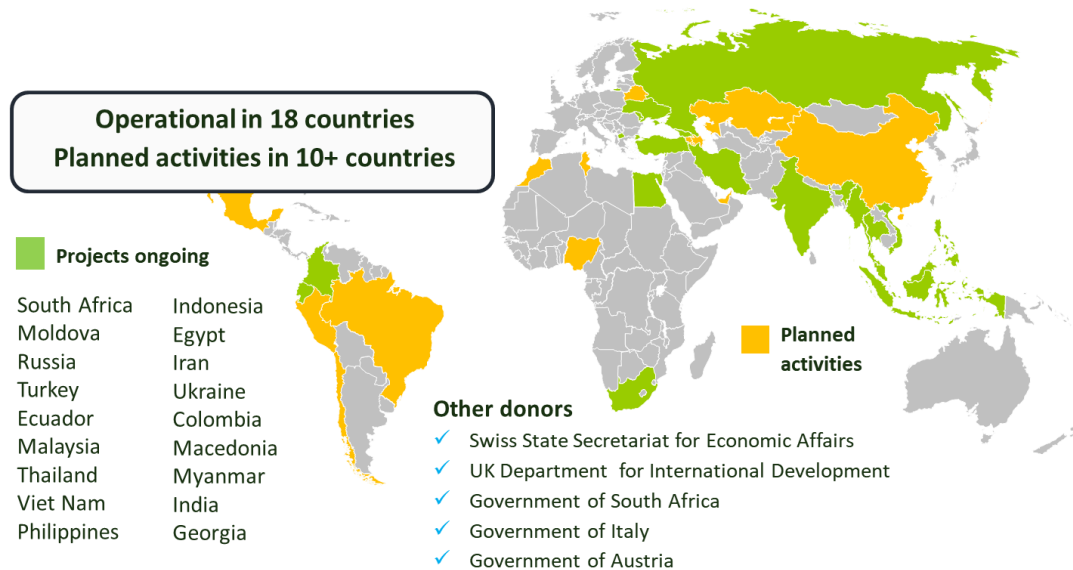 Operational in 18 countries
Planned activities in 10+ countries
Projects ongoing
South Africa
Moldova
Russia
Turkey
Ecuador
Malaysia
Thailand
Viet Nam
Philippines
Indonesia
Egypt
Iran
Ukraine
Colombia
Macedonia
Myanmar
India
Georgia
Planned
activities
Other donors
✓ Swiss State Secretariat for Economic Affairs
✓ UK Department for International Development
✓ Government of South Africa
✓ Government of Italy
✓ Government of Austria